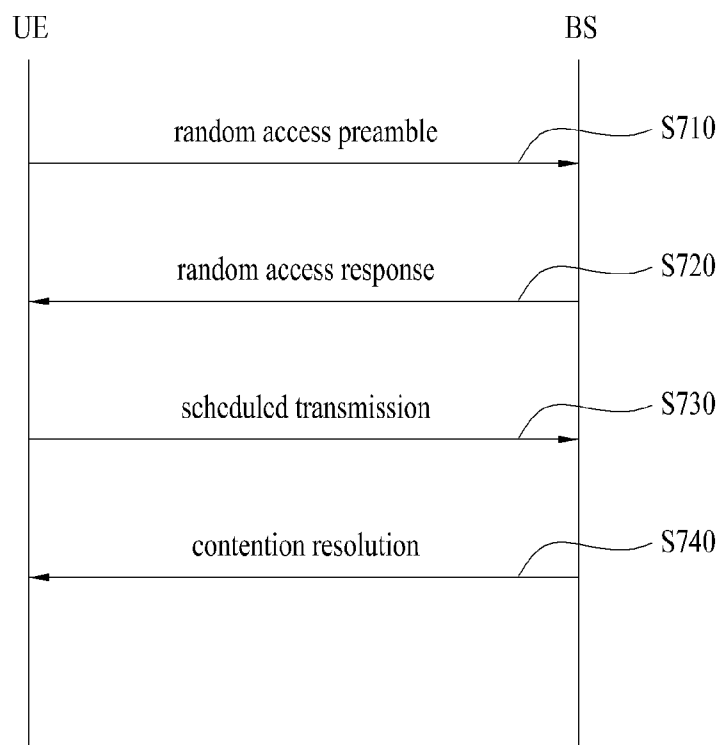 UE
BS
random access preamble
S710
random access response
S720
scheduled transmission
S730
contention resolution
S740